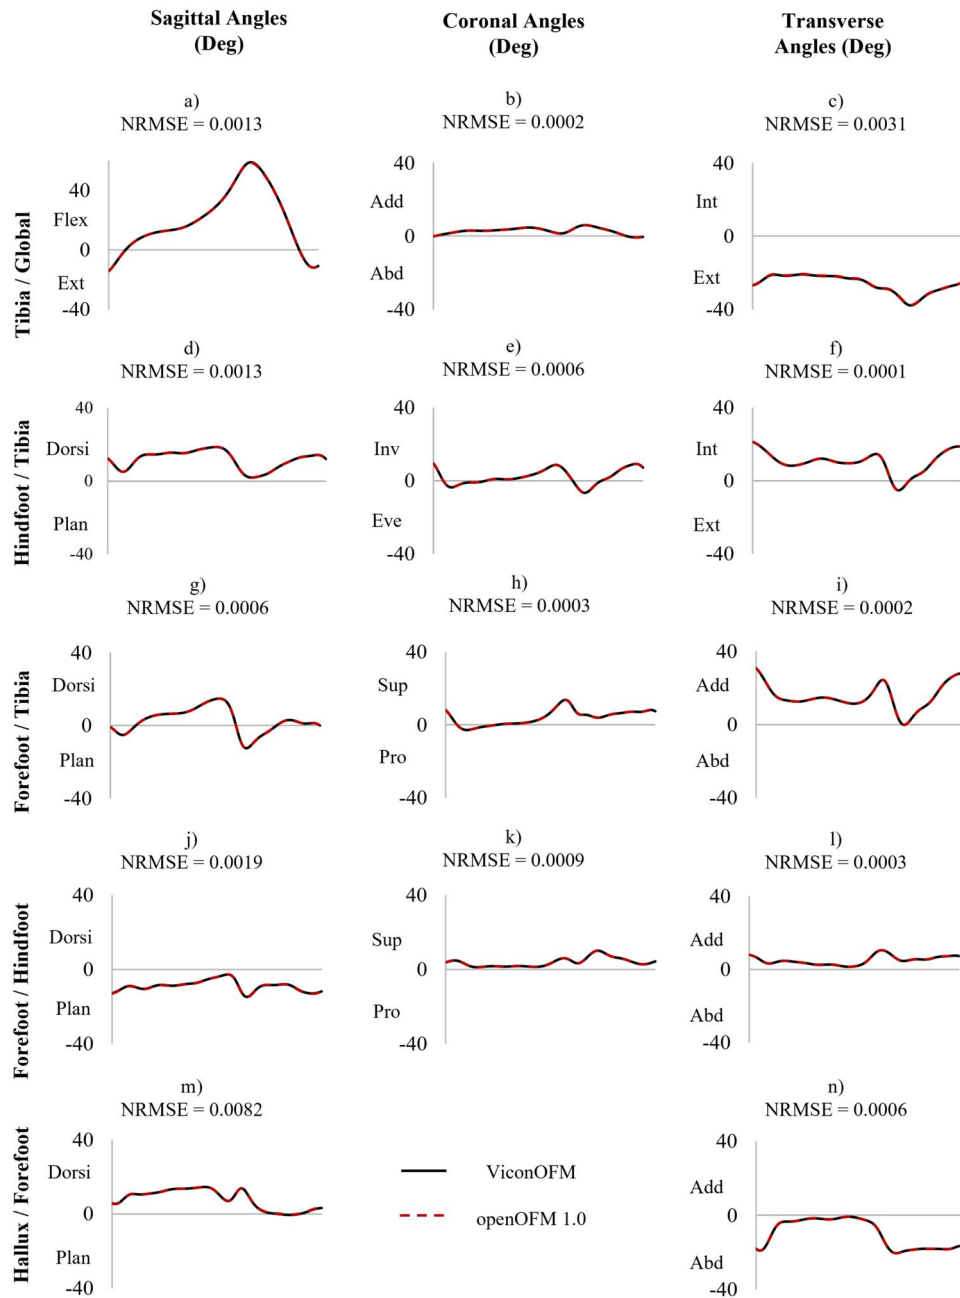 Sagittal Angles
(Deg)
Coronal Angles
(Deg)
Transverse
Angles (Deg)
Tibia / Global
a)
NRMSE = 0.0013
40
Flex
0
Ext
-40
b)
NRMSE = 0.0002
40
Add
0
Abd
-40
c)
NRMSE = 0.0031
40
Int
0
Ext
-40
Hindfoot / Tibia
d)
NRMSE = 0.0013
40
Dorsi
0
Plan
-40
e)
NRMSE = 0.0006
40
Inv
0
Eve
-40
f)
NRMSE = 0.0001
40
Int
0
Ext
-40
Forefoot / Tibia
g)
NRMSE = 0.0006
40
Dorsi
0
Plan
-40
h)
NRMSE = 0.0003
40
Sup
0
Pro
-40
i)
NRMSE = 0.0002
40
Add
0
Abd
-40
Forefoot / Hindfoot
j)
NRMSE = 0.0019
40
Dorsi
0
Plan
-40
k)
NRMSE = 0.0009
40
Sup
0
Pro
-40
l)
NRMSE = 0.0003
40
Add
0
Abd
-40
Hallux / Forefoot
m)
NRMSE = 0.0082
40
Dorsi
0
Plan
-40
ViconOFM
openOFM 1.0
n)
NRMSE = 0.0006
40
Add
0
Abd
-40